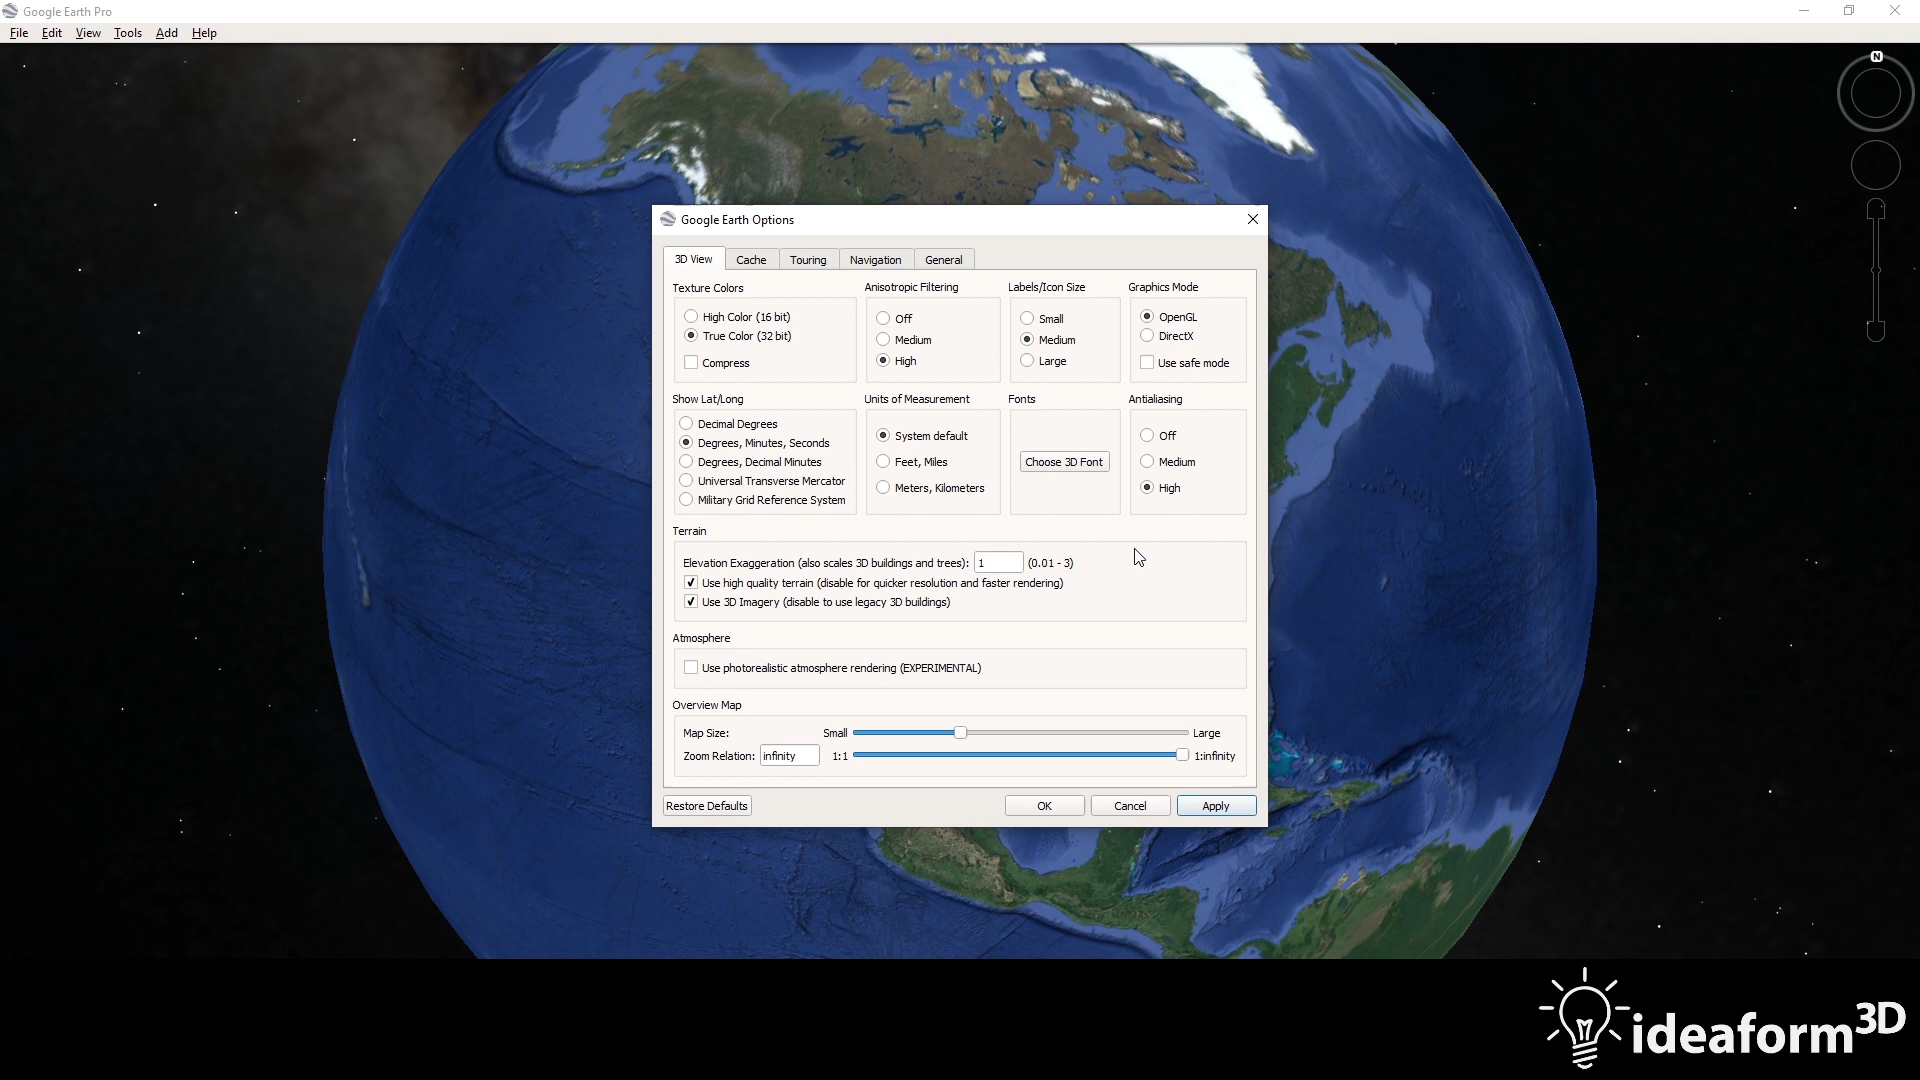 Google Earth Pro
File Edit View Tools Add Help
N
Google Earth Options
3D View Cache Touring Navigation General
Texture Colors Anisotropic Filtering Labels/Icon Size Graphics Mode
High Color (16 bit) Off Small OpenGL
True Color (32 bit) Medium Medium DirectX
Compress High Large Use safe mode
Show Lat/Long Units of Measurement Fonts Antialiasing
Decimal Degrees
Degrees, Minutes, Seconds System default Off
Degrees, Decimal Minutes Feet, Miles Choose 3D Font Medium
Universal Transverse Mercator Meters, Kilometers High
Military Grid Reference System
Terrain
Elevation Exaggeration (also scales 3D buildings and trees): 1 (0.01 - 3)
Use high quality terrain (disable for quicker resolution and faster rendering)
Use 3D Imagery (disable to use legacy 3D buildings)
Atmosphere
Use photorealistic atmosphere rendering (EXPERIMENTAL)
Overview Map
Map Size: Small Large
Zoom Relation: infinity 1:1 1:infinity
Restore Defaults OK Cancel Apply
ideaform3D